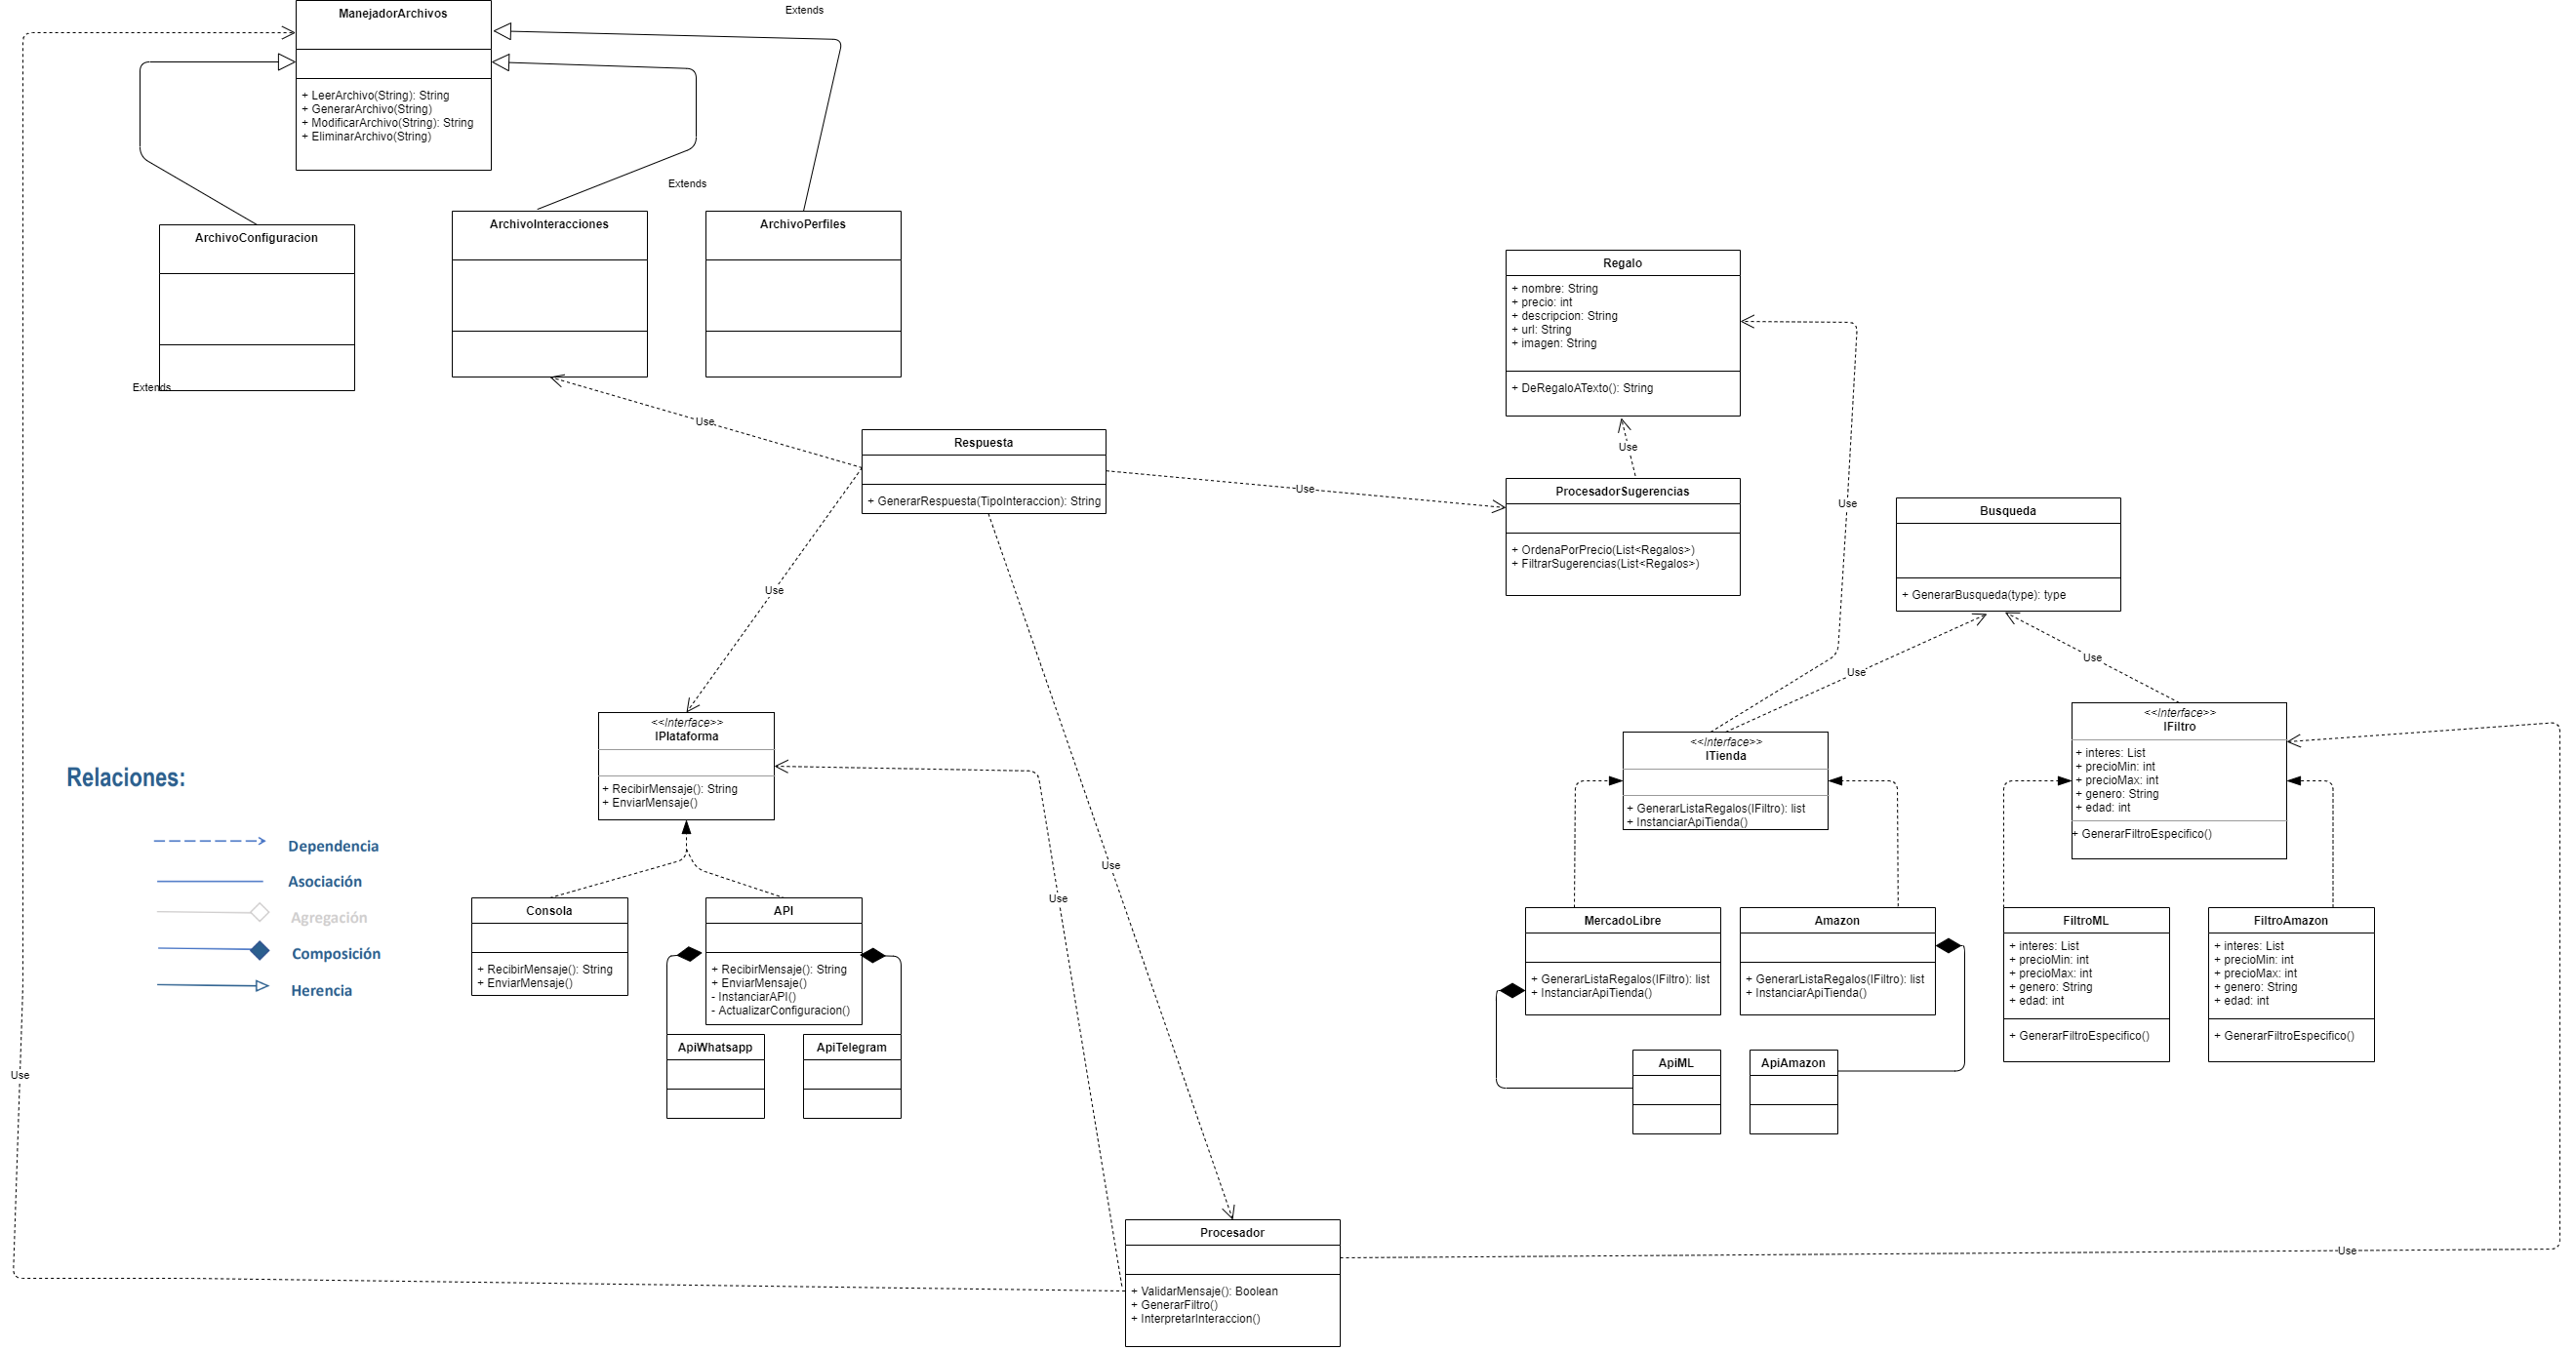 ManejadorArchivos
+ LeerArchivo(String): String
+ GenerarArchivo(String)
+ ModificarArchivo(String): String
+ EliminarArchivo(String)
Extends
Extends
ArchivoConfiguracion
Extends
ArchivoInteracciones
ArchivoPerfiles
Use
Respuesta
+ GenerarRespuesta(TipoInteraccion): String
Use
Use
Regalo
+ nombre: String
+ precio: int
+ descripcion: String
+ url: String
+ imagen: String
+ DeRegaloATexto(): String
Use
ProcesadorSugerencias
+ OrdenaPorPrecio(List<Regalos>)
+ FiltrarSugerencias(List<Regalos>)
Use
Busqueda
+ GenerarBusqueda(type): type
Use
Use
<<Interface>>
IPlataforma
+ RecibirMensaje(): String
+ EnviarMensaje()
<<Interface>>
ITienda
+ GenerarListaRegalos(IFiltro): list
+ InstanciarApiTienda()
<<Interface>>
IFiltro
+ interes: List
+ precioMin: int
+ precioMax: int
+ genero: String
+ edad: int
+ GenerarFiltroEspecifico()
Relaciones:
Dependencia
Asociación
Agregación
Composición
Herencia
Use
Use
Use
Consola
+ RecibirMensaje(): String
+ EnviarMensaje()
API
+ RecibirMensaje(): String
+ EnviarMensaje()
- InstanciarAPI()
- ActualizarConfiguracion()
ApiWhatsapp
ApiTelegram
MercadoLibre
+ GenerarListaRegalos(IFiltro): list
+ InstanciarApiTienda()
Amazon
+ GenerarListaRegalos(IFiltro): list
+ InstanciarApiTienda()
ApiML
ApiAmazon
FiltroML
+ interes: List
+ precioMin: int
+ precioMax: int
+ genero: String
+ edad: int
+ GenerarFiltroEspecifico()
FiltroAmazon
+ interes: List
+ precioMin: int
+ precioMax: int
+ genero: String
+ edad: int
+ GenerarFiltroEspecifico()
Procesador
+ ValidarMensaje(): Boolean
+ GenerarFiltro()
+ InterpretarInteraccion()
Use